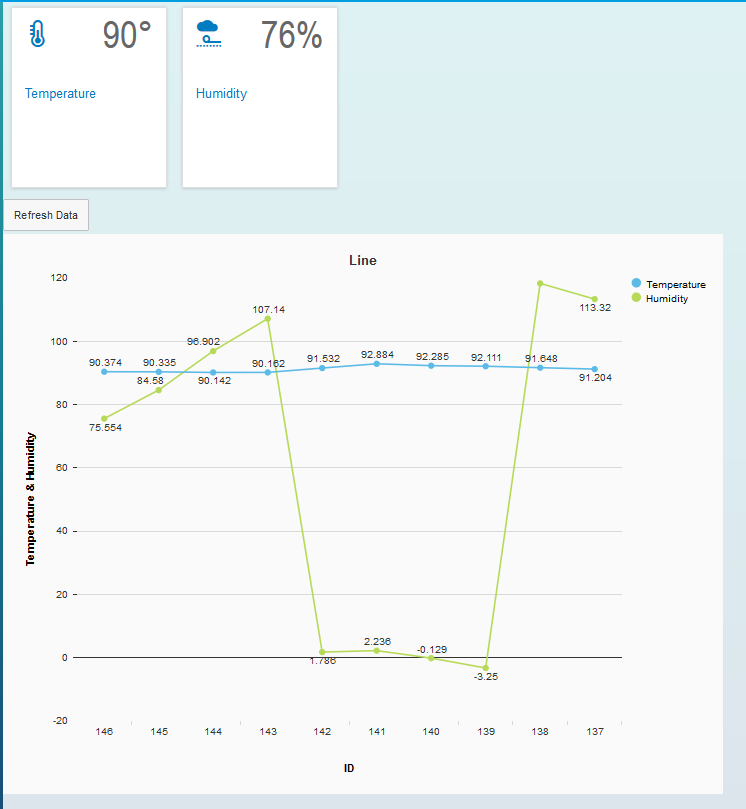 90° 76%
Temperature Humidity
Refresh Data
Line
Temperature
Humidity
120
100
80
60
40
20
0
-20
Temperature & Humidity
90.374 90.335 90.142 90.162 91.532 92.884 92.285 92.111 91.648 91.204
75.554 84.58 96.902 107.14 1.786 2.236 -0.129 -3.25 113.32
146 145 144 143 142 141 140 139 138 137
ID